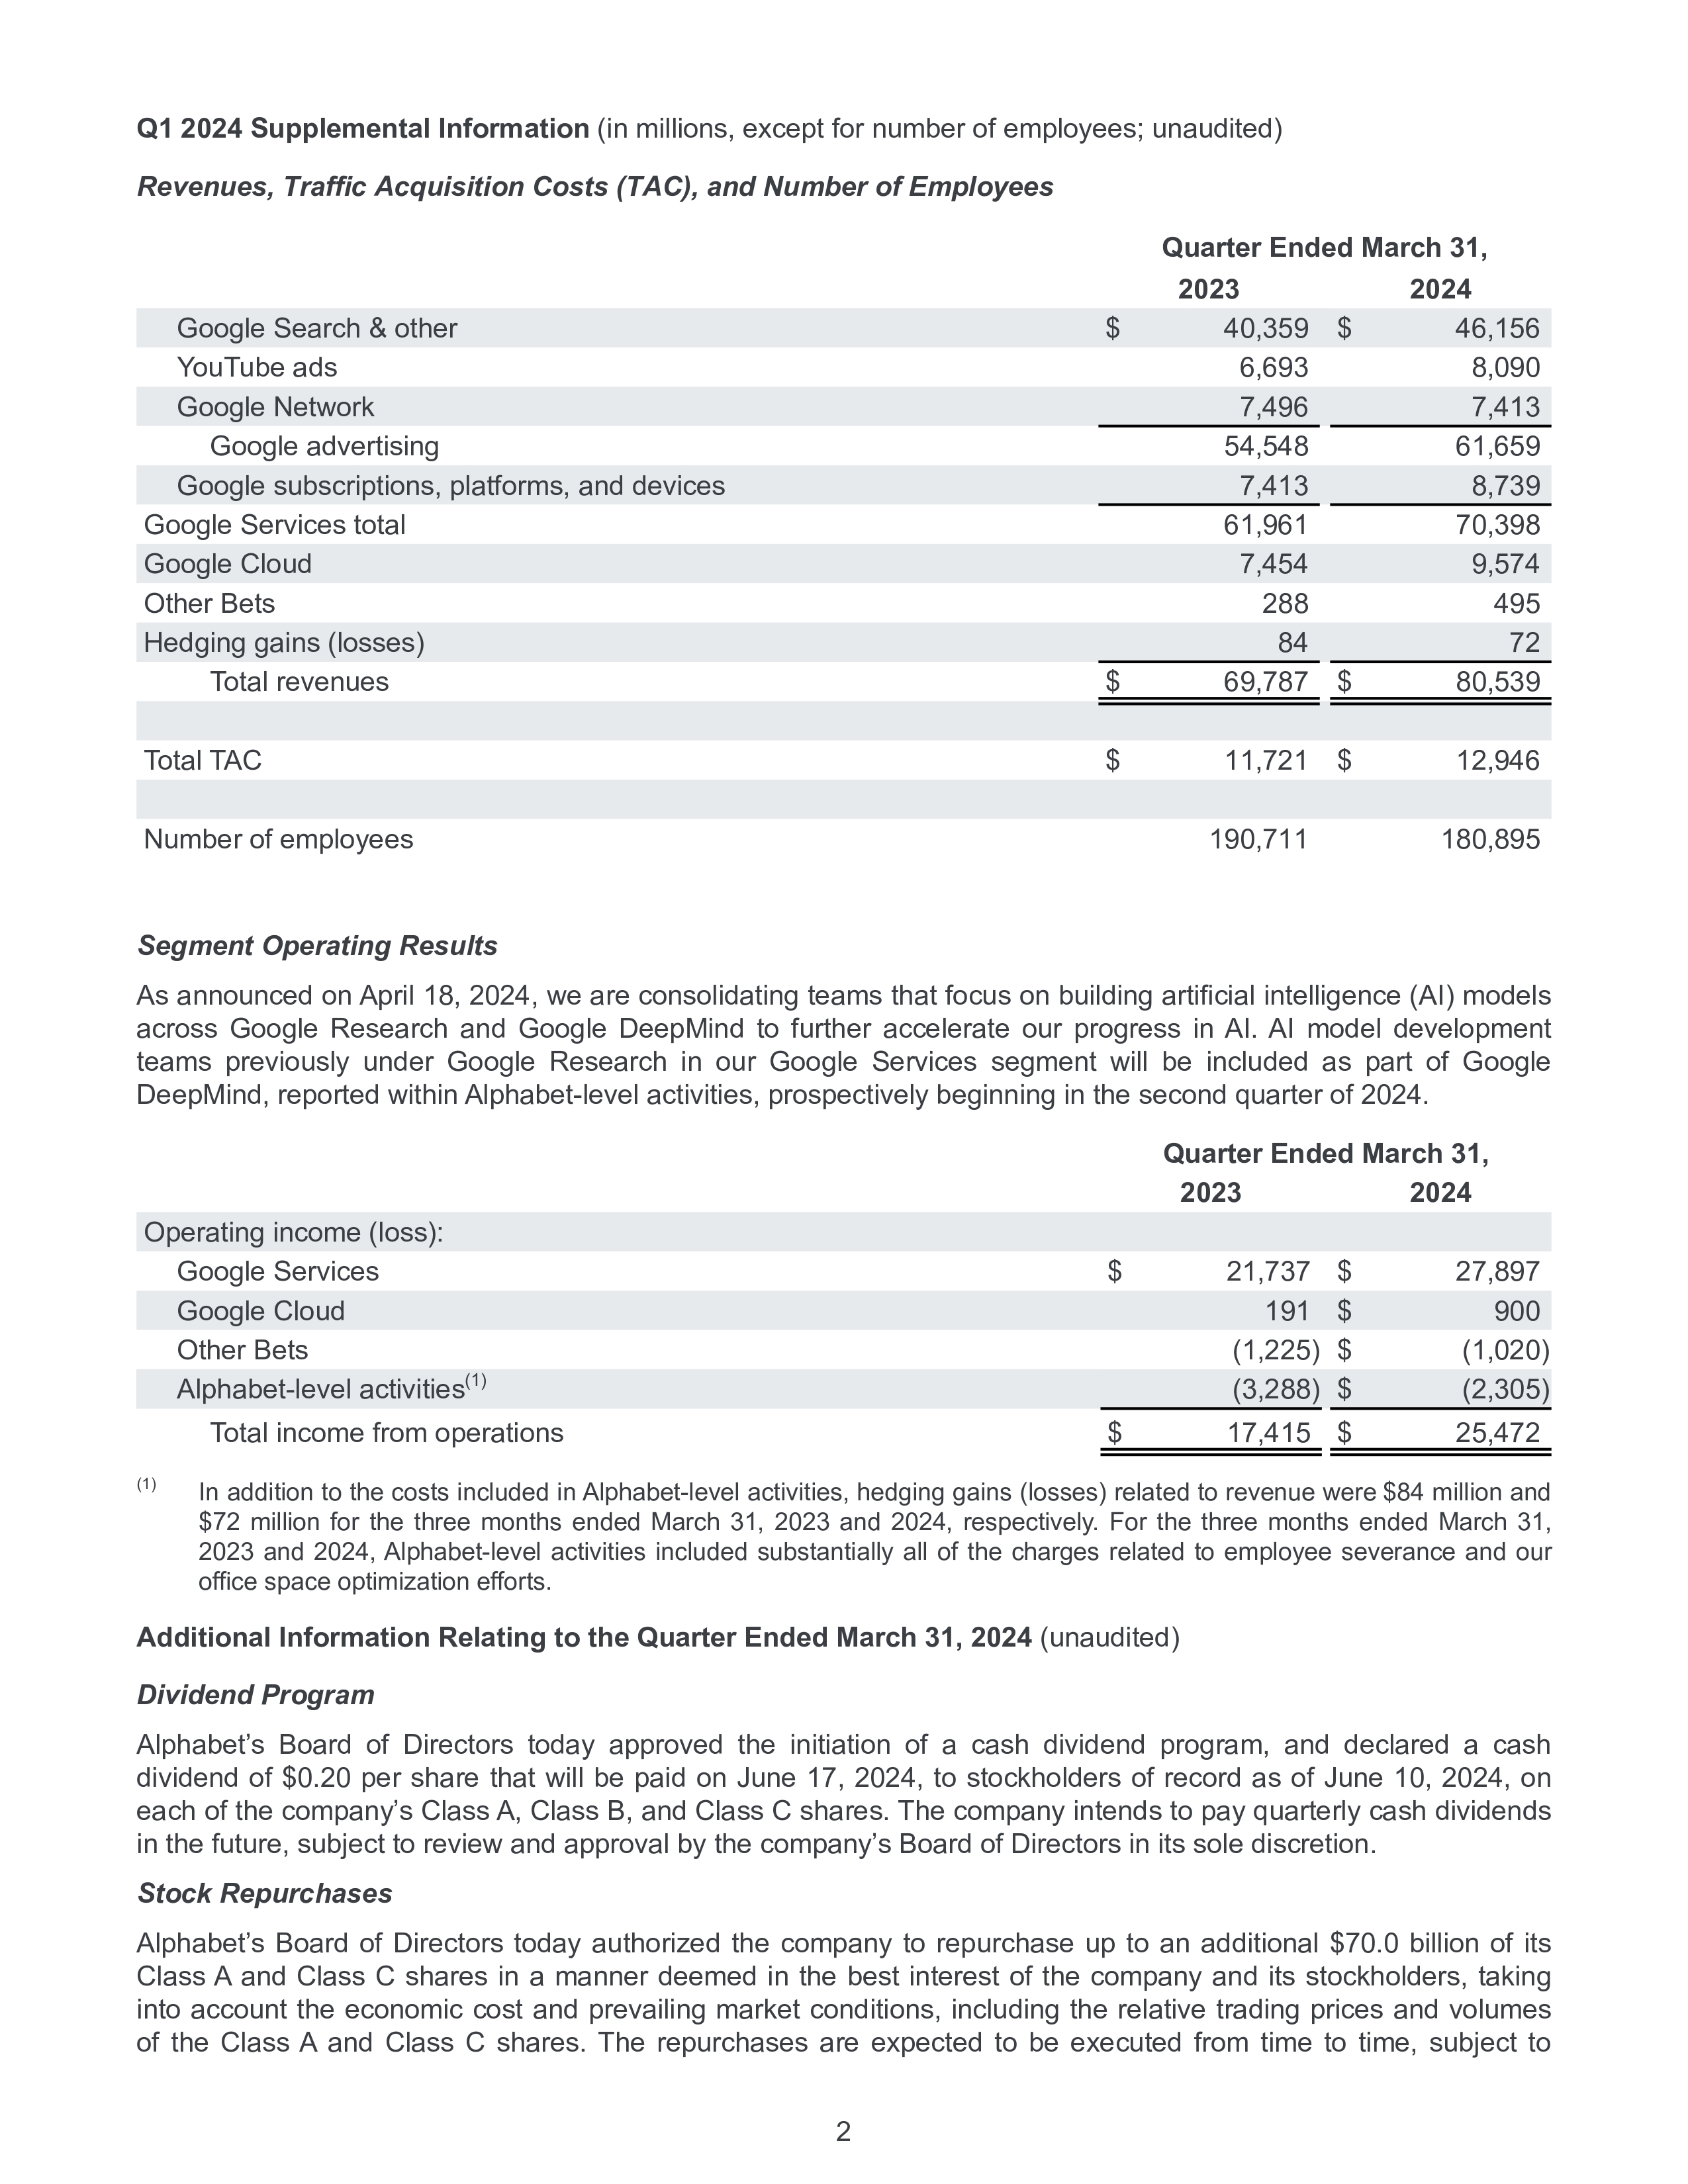 Q1 2024 Supplemental Information (in millions, except for number of employees; unaudited)
Revenues, Traffic Acquisition Costs (TAC), and Number of Employees
Quarter Ended March 31,
2023 2024
Google Search & other $ 40,359 $ 46,156
YouTube ads 6,693 8,090
Google Network 7,496 7,413
Google advertising 54,548 61,659
Google subscriptions, platforms, and devices 7,413 8,739
Google Services total 61,961 70,398
Google Cloud 7,454 9,574
Other Bets 288 495
Hedging gains (losses) 84 72
Total revenues $ 69,787 $ 80,539
Total TAC $ 11,721 $ 12,946
Number of employees 190,711 180,895
Segment Operating Results
As announced on April 18, 2024, we are consolidating teams that focus on building artificial intelligence (AI) models
across Google Research and Google DeepMind to further accelerate our progress in AI. AI model development
teams previously under Google Research in our Google Services segment will be included as part of Google
DeepMind, reported within Alphabet-level activities, prospectively beginning in the second quarter of 2024.
Quarter Ended March 31,
2023 2024
Operating income (loss):
Google Services $ 21,737 $ 27,897
Google Cloud 191 $ 900
Other Bets (1,225) $ (1,020)
Alphabet-level activities(1) (3,288) $ (2,305)
Total income from operations $ 17,415 $ 25,472
(1) In addition to the costs included in Alphabet-level activities, hedging gains (losses) related to revenue were $84 million and
$72 million for the three months ended March 31, 2023 and 2024, respectively. For the three months ended March 31,
2023 and 2024, Alphabet-level activities included substantially all of the charges related to employee severance and our
office space optimization efforts.
Additional Information Relating to the Quarter Ended March 31, 2024 (unaudited)
Dividend Program
Alphabet’s Board of Directors today approved the initiation of a cash dividend program, and declared a cash
dividend of $0.20 per share that will be paid on June 17, 2024, to stockholders of record as of June 10, 2024, on
each of the company’s Class A, Class B, and Class C shares. The company intends to pay quarterly cash dividends
in the future, subject to review and approval by the company’s Board of Directors in its sole discretion.
Stock Repurchases
Alphabet’s Board of Directors today authorized the company to repurchase up to an additional $70.0 billion of its
Class A and Class C shares in a manner deemed in the best interest of the company and its stockholders, taking
into account the economic cost and prevailing market conditions, including the relative trading prices and volumes
of the Class A and Class C shares. The repurchases are expected to be executed from time to time, subject to
2